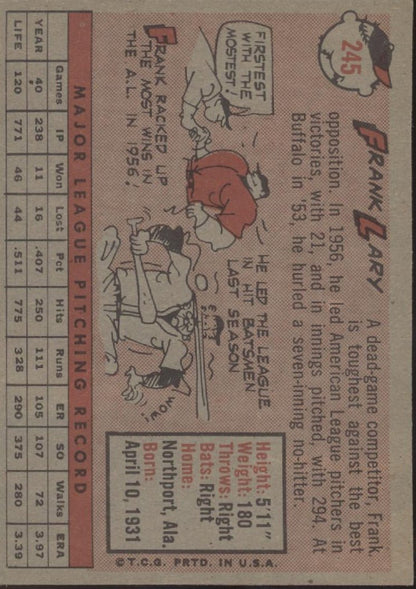 245
FRANK LARY
A dead-game competitor, Frank
is toughest against the best
opposition. In 1956, he led American League pitchers in
victories, with 21, and in innings pitched, with 294. At
Buffalo in '53, he hurled a seven-inning no-hitter.
FIRSTEST
WITH THE
MOSTEST!
FRANK RACKED UP
THE MOST WINS IN
THE A.L. IN 1956!
HE LED THE LEAGUE
IN HIT BATSMEN
LAST SEASON
WOW!
Height: 5'11"
Weight: 180
Throws: Right
Bats: Right
Home:
Northport, Ala.
Born:
April 10, 1931
© T.C.G. PRTD. IN U.S.A.
MAJOR LEAGUE PITCHING RECORD
Games IP Won Lost Pct Hits Runs ER SO Walks ERA
YEAR 40 238 11 16 .407 250 111 105 107 72 3.97
LIFE 120 771 46 44 .511 775 328 290 375 280 3.39